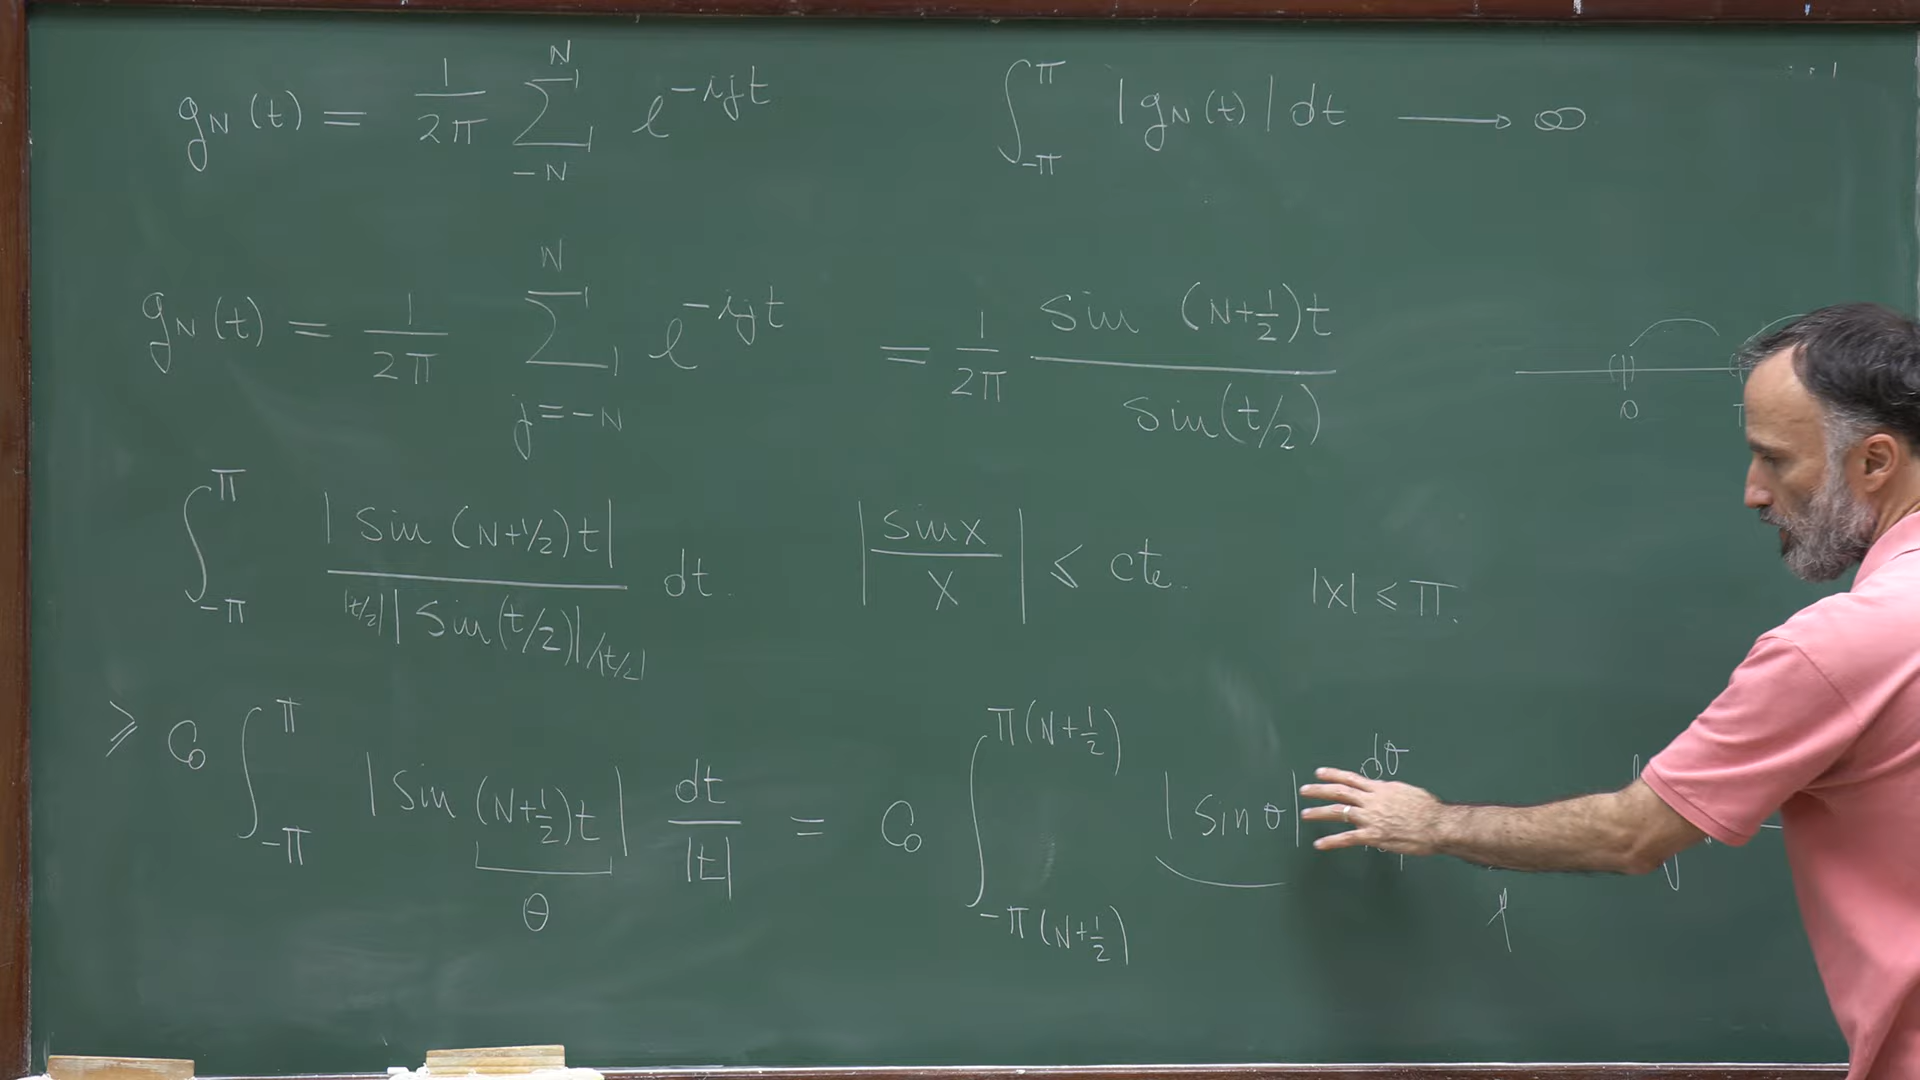 g_N(t) = 1/2π ∑_{-N}^{N} e^{-ijt}    ∫_{-π}^{π} |g_N(t)| dt ⟶ ∞
g_N(t) = 1/2π ∑_{j=-N}^{N} e^{-ijt} = 1/2π sin (N+1/2)t / sin(t/2)
0
∫_{-π}^{π} |sin (N+1/2)t| / |t/2| |sin(t/2)|/|t/2| dt.    |sin x / x| ≤ cte.    |x| ≤ π.
≥ C₀ ∫_{-π}^{π} |sin (N+1/2)t| dt/|t| = C₀ ∫_{-π(N+1/2)}^{π(N+1/2)} |sin θ| dθ
θ